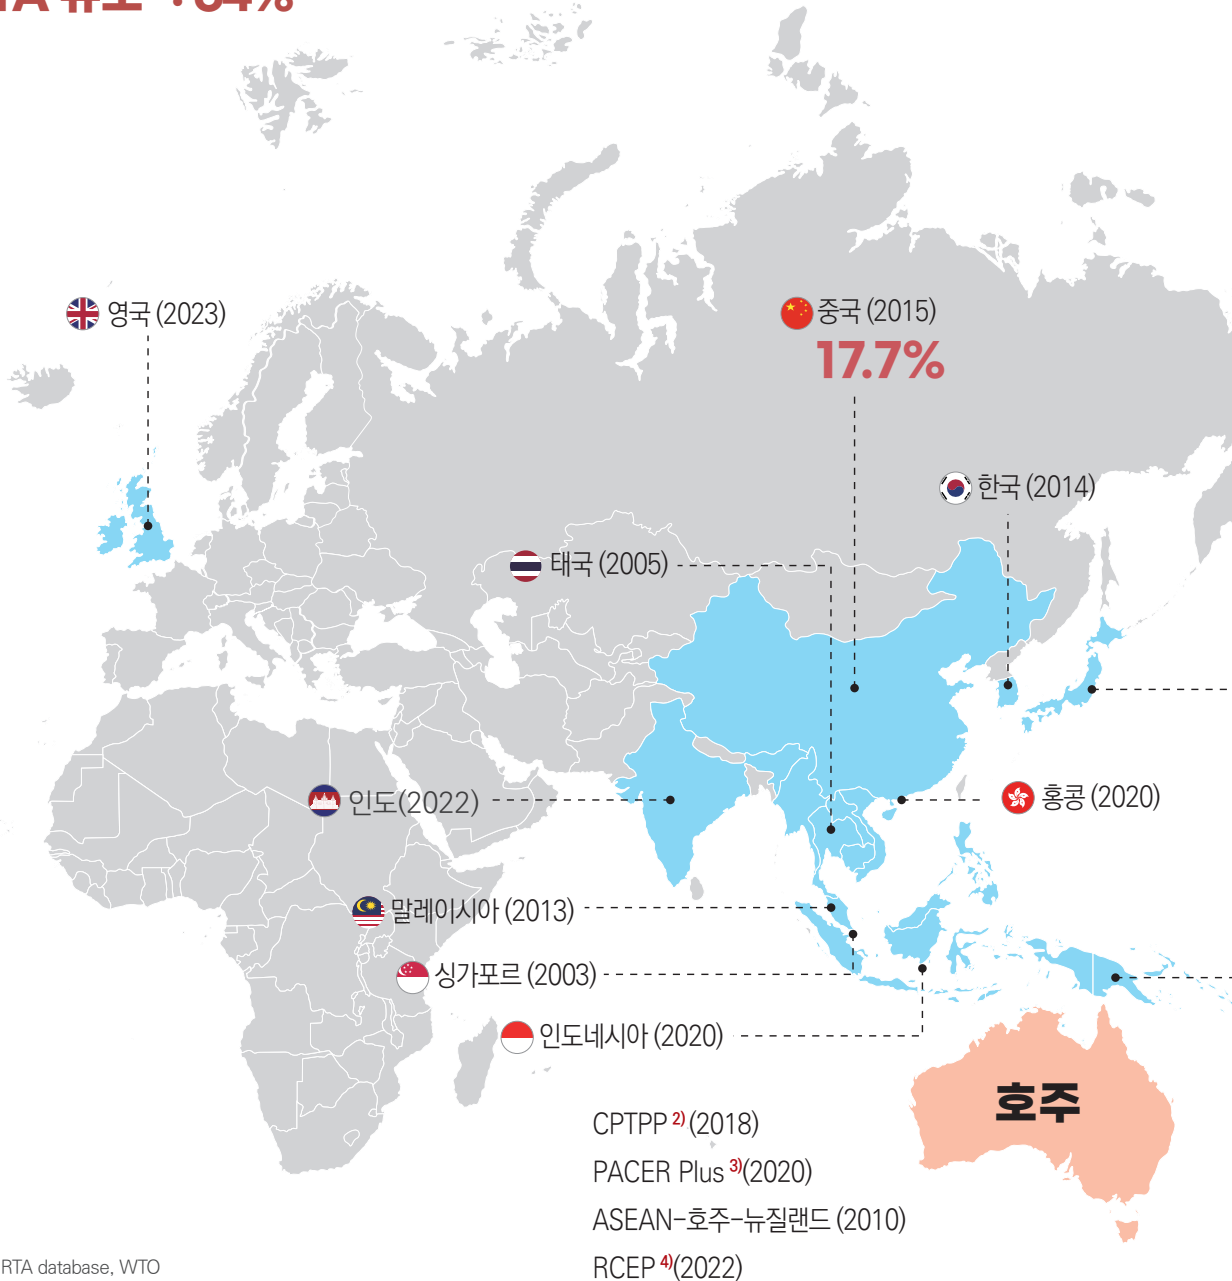 영국 (2023)
중국 (2015)
17.7%
한국 (2014)
태국 (2005)
인도(2022)
홍콩 (2020)
말레이시아 (2013)
싱가포르 (2003)
인도네시아 (2020)
호주
CPTPP 2) (2018)
PACER Plus 3)(2020)
ASEAN-호주-뉴질랜드 (2010)
RCEP 4)(2022)
RTA database, WTO